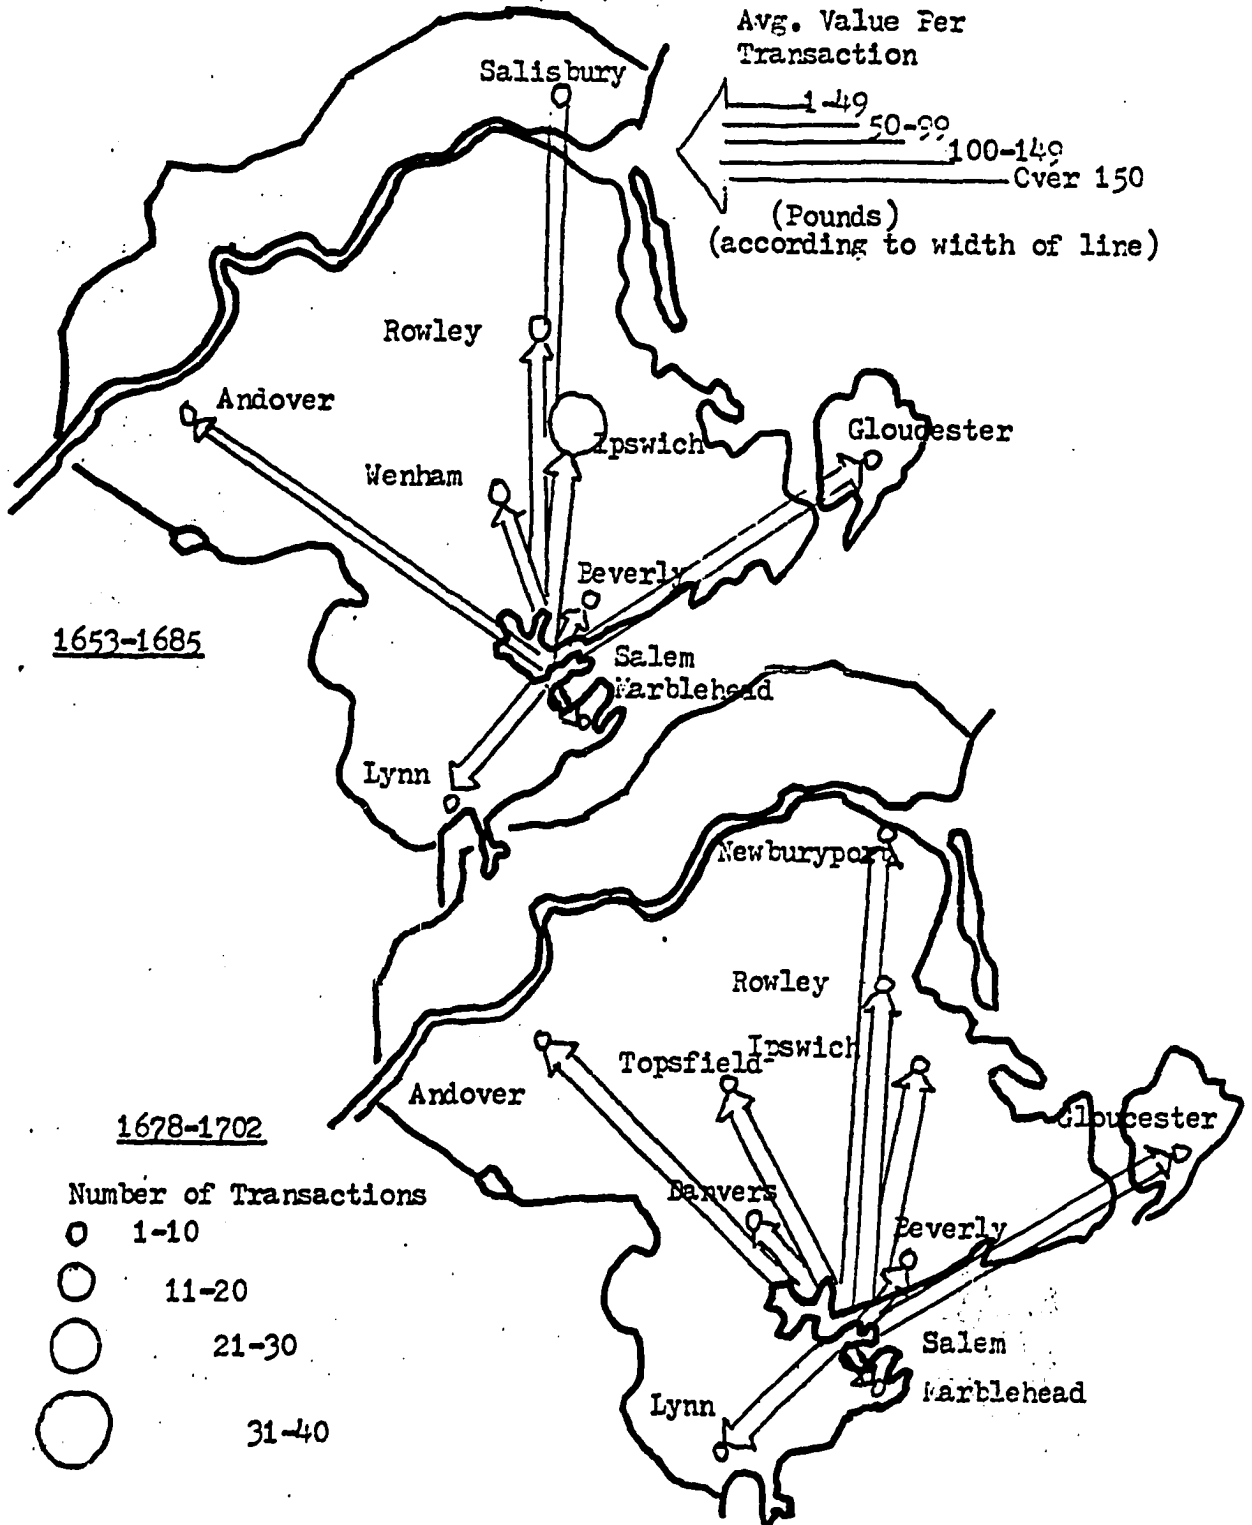 Avg. Value Per
Transaction
1-49
50-99
100-149
Over 150
(Pounds)
(according to width of line)
Salisbury
Rowley
Andover
Ipswich
Gloucester
Wenham
Beverly
1653-1685
Salem
Marblehead
Lynn
Newburyport
Rowley
Ipswich
Topsfield
Andover
Gloucester
1678-1702
Number of Transactions
Danvers
1-10
Beverly
11-20
21-30
Salem
Marblehead
Lynn
31-40